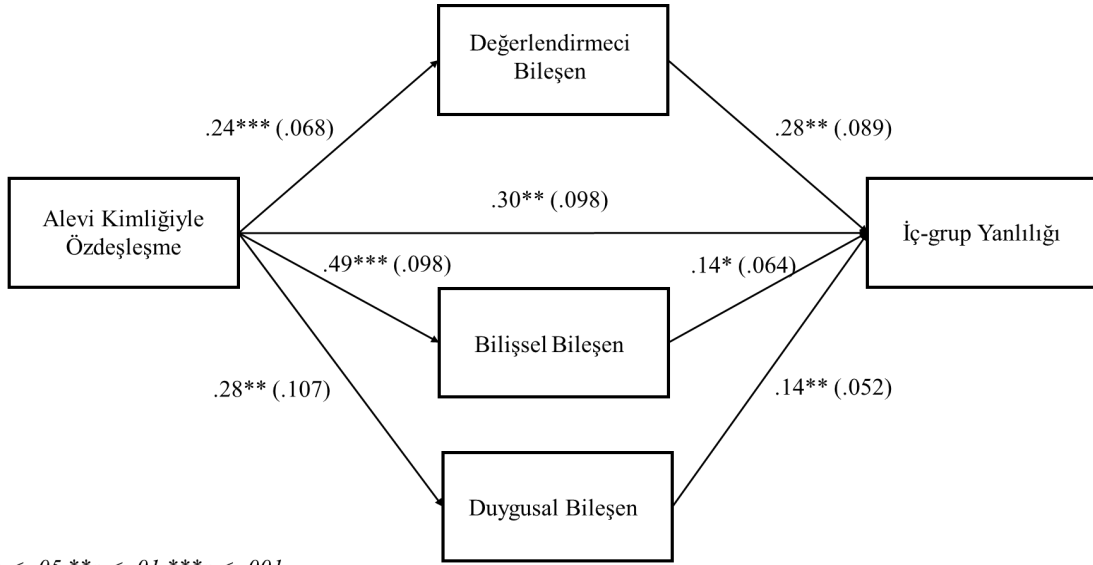 Değerlendirmeci
Bileşen
.24*** (.068)
.28** (.089)
.30** (.098)
Alevi Kimliğiyle
Özdeşleşme
İç-grup Yanlılığı
.49*** (.098)
.14* (.064)
Bilişsel Bileşen
.28** (.107)
.14** (.052)
Duygusal Bileşen